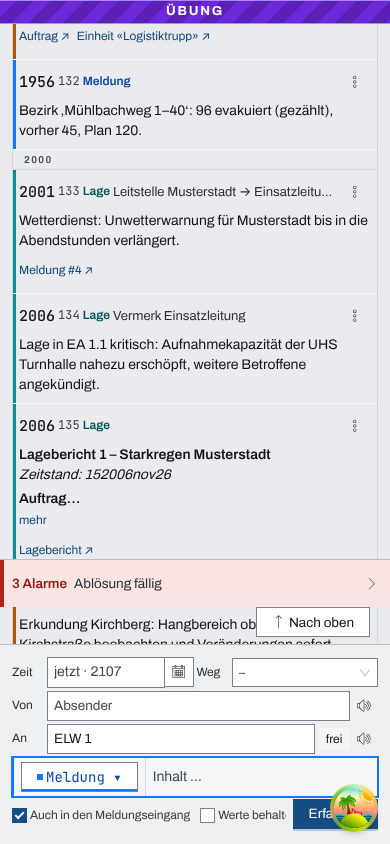 ÜBUNG
Auftrag ↗ Einheit «Logistiktrupp» ↗
1956 132 Meldung
Bezirk ‚Mühlbachweg 1–40‘: 96 evakuiert (gezählt),
vorher 45, Plan 120.
2000
2001 133 Lage Leitstelle Musterstadt → Einsatzleitu...
Wetterdienst: Unwetterwarnung für Musterstadt bis in die
Abendstunden verlängert.
Meldung #4 ↗
2006 134 Lage Vermerk Einsatzleitung
Lage in EA 1.1 kritisch: Aufnahmekapazität der UHS
Turnhalle nahezu erschöpft, weitere Betroffene
angekündigt.
2006 135 Lage
Lagebericht 1 – Starkregen Musterstadt
Zeitstand: 152006nov26
Auftrag...
mehr
Lagebericht ↗
3 Alarme Ablösung fällig
Erkundung Kirchberg: Hangbereich ob
↑ Nach oben
Kirchstraße beobachten und Veränderungen sofort
Zeit jetzt · 2107 Weg –
Von Absender
An ELW 1 frei
Meldung ▾ Inhalt ...
Auch in den Meldungseingang Werte behalt